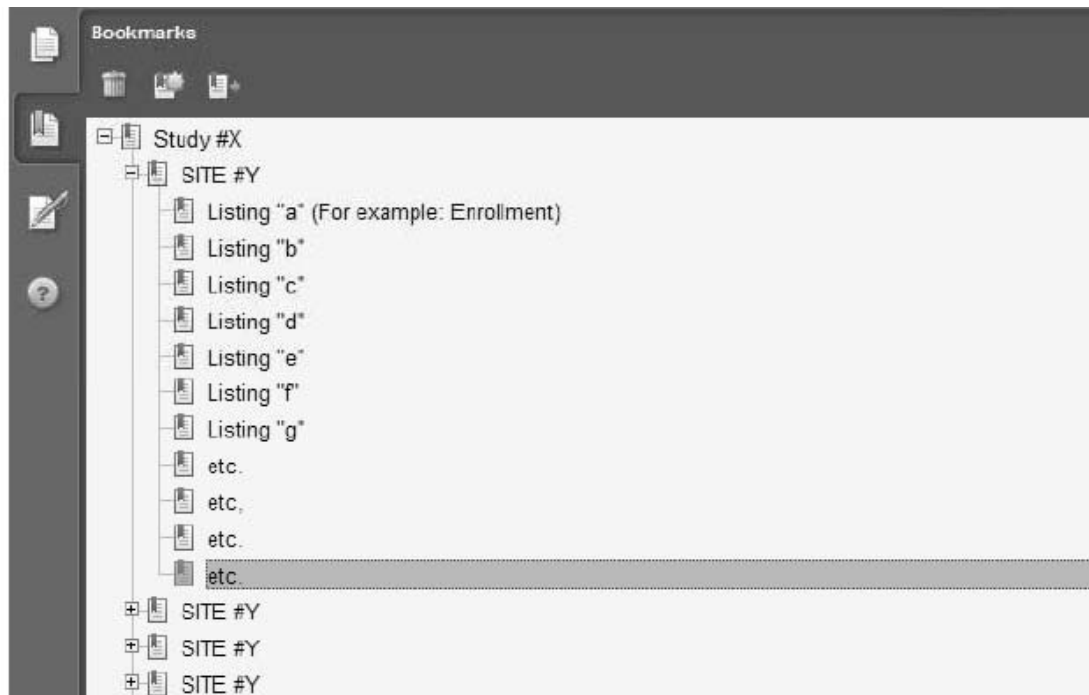 Bookmarks
Study #X
SITE #Y
Listing "a" (For example: Enrollment)
Listing "b"
Listing "c"
Listing "d"
Listing "e"
Listing "f"
Listing "g"
etc.
etc,
etc.
etc.
SITE #Y
SITE #Y
SITE #Y